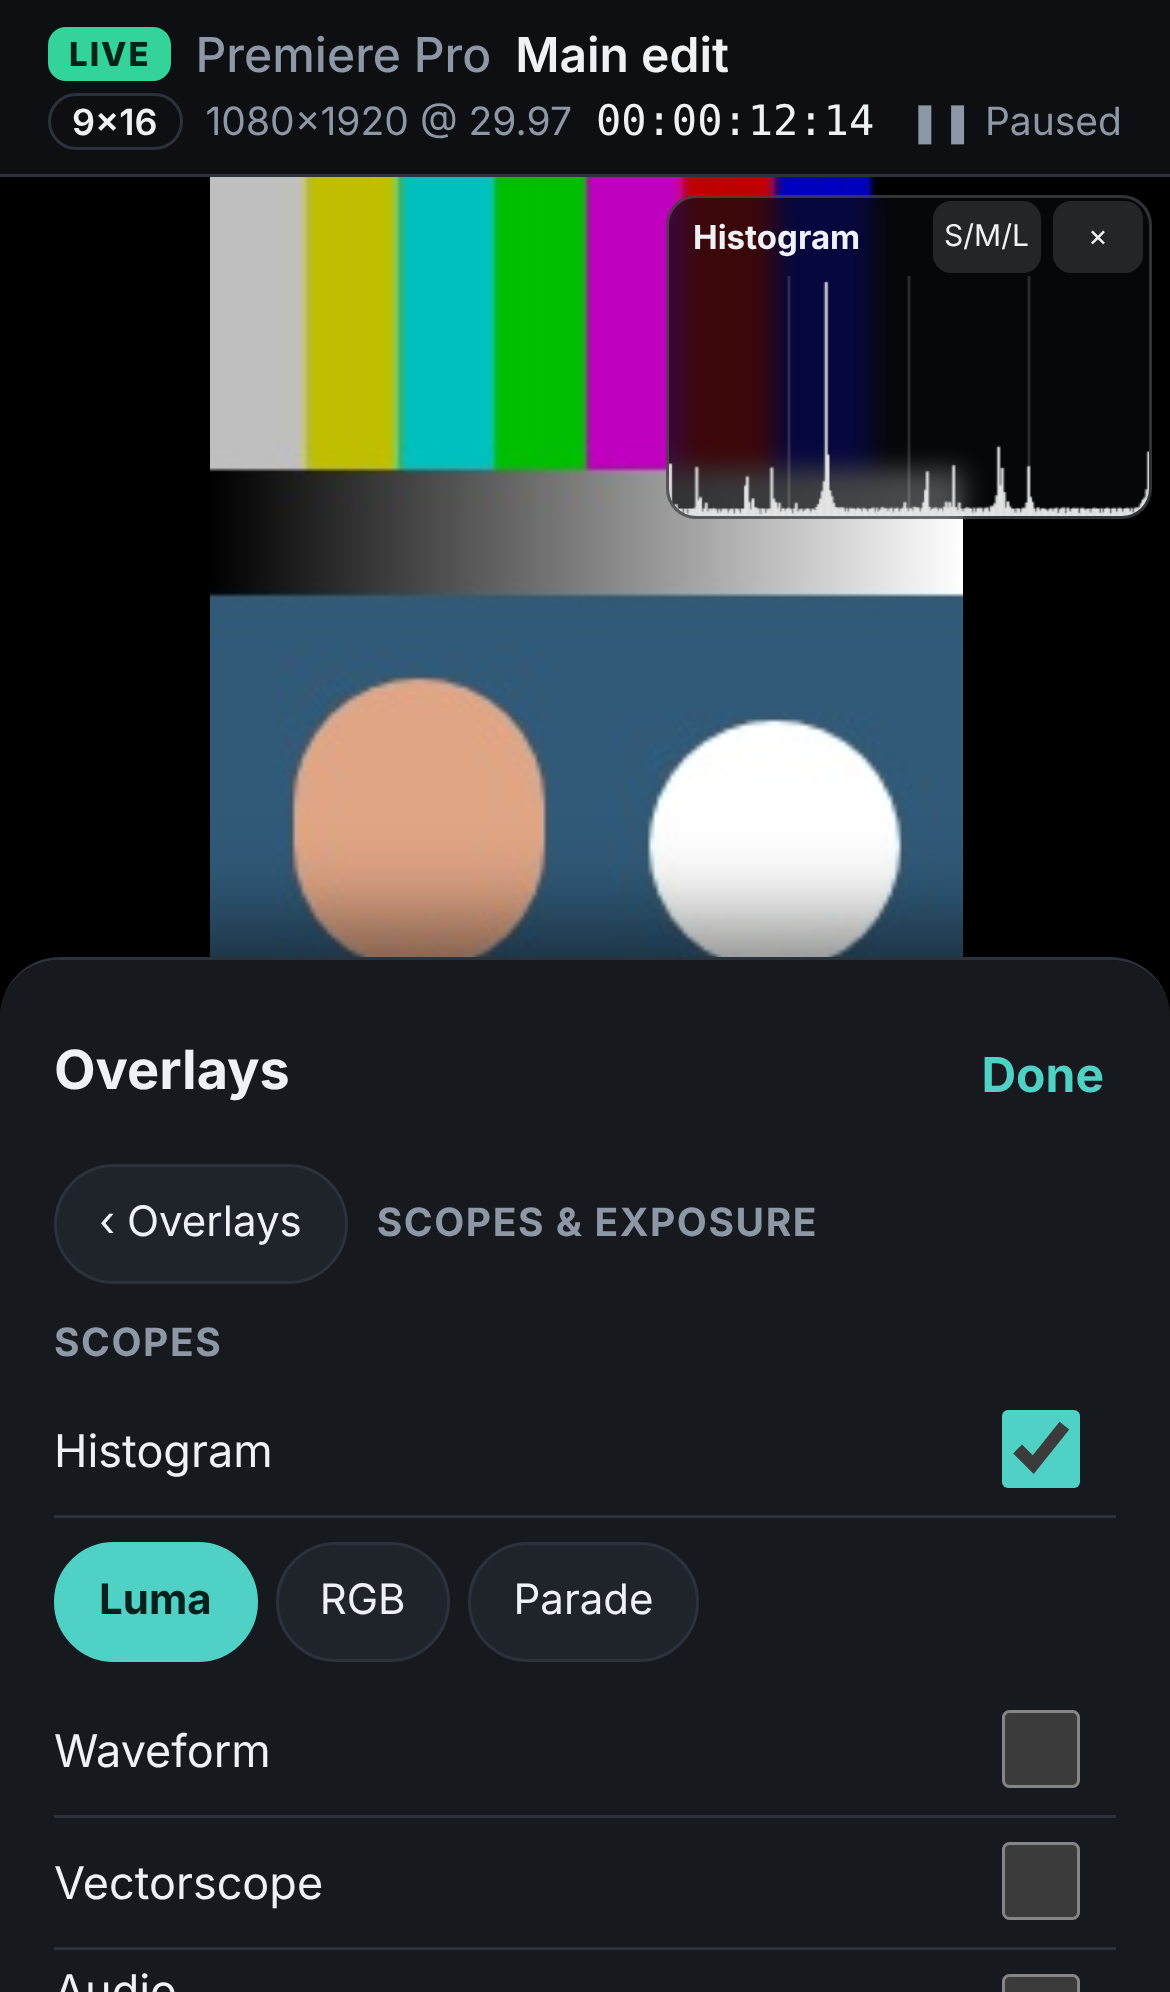 LIVE Premiere Pro Main edit
9×16 1080×1920 @ 29.97 00:00:12:14 ❚❚ Paused
Histogram S/M/L ×
Overlays Done
‹ Overlays SCOPES & EXPOSURE
SCOPES
Histogram
Luma RGB Parade
Waveform
Vectorscope
Audio